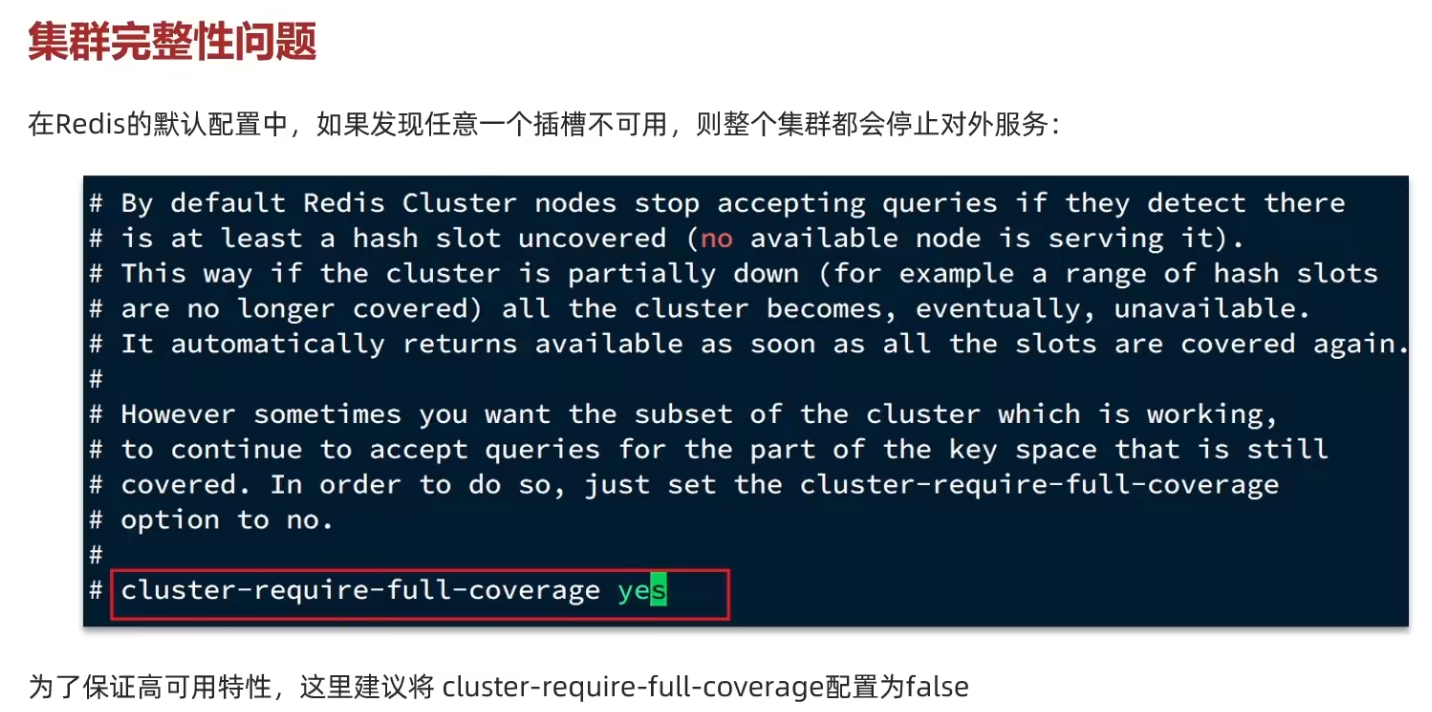 集群完整性问题
在Redis的默认配置中，如果发现任意一个插槽不可用，则整个集群都会停止对外服务：
# By default Redis Cluster nodes stop accepting queries if they detect there
# is at least a hash slot uncovered (no available node is serving it).
# This way if the cluster is partially down (for example a range of hash slots
# are no longer covered) all the cluster becomes, eventually, unavailable.
# It automatically returns available as soon as all the slots are covered again.
#
# However sometimes you want the subset of the cluster which is working,
# to continue to accept queries for the part of the key space that is still
# covered. In order to do so, just set the cluster-require-full-coverage
# option to no.
#
# cluster-require-full-coverage yes
为了保证高可用特性，这里建议将 cluster-require-full-coverage配置为false